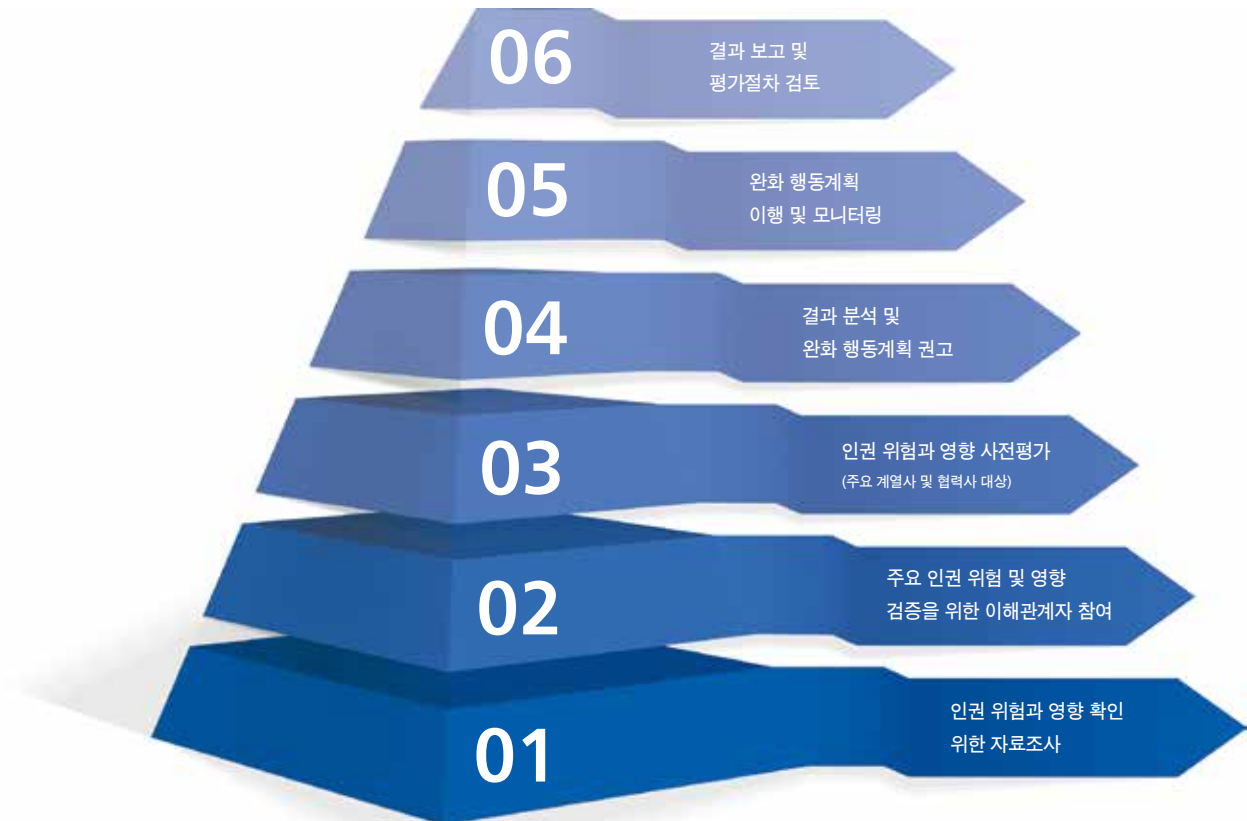 06
결과 보고 및
평가절차 검토
05
완화 행동계획
이행 및 모니터링
04
결과 분석 및
완화 행동계획 권고
03
인권 위험과 영향 사전평가
(주요 계열사 및 협력사 대상)
02
주요 인권 위험 및 영향
검증을 위한 이해관계자 참여
01
인권 위험과 영향 확인
위한 자료조사